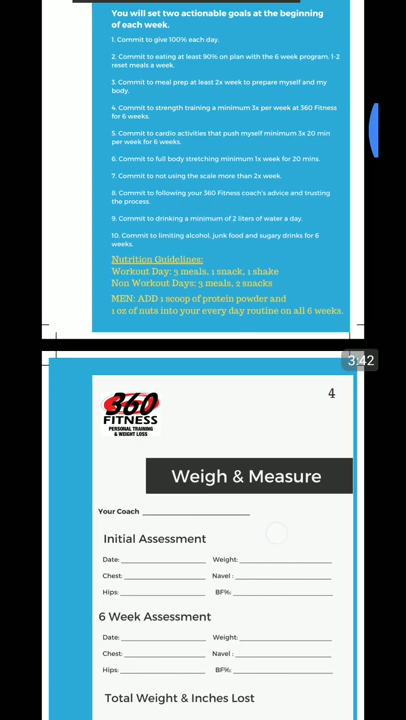 You will set two actionable goals at the beginning
of each week.
1. Commit to give 100% each day.
2. Commit to eating at least 90% on plan with the 6 week program. 1-2
reset meals a week.
3. Commit to meal prep at least 2x week to prepare myself and my
body.
4. Commit to strength training a minimum 3x per week at 360 Fitness
for 6 weeks.
5. Commit to cardio activities that push myself minimum 3x 20 min
per week for 6 weeks.
6. Commit to full body stretching minimum 1x week for 20 mins.
7. Commit to not using the scale more than 2x week.
8. Commit to following your 360 Fitness coach's advice and trusting
the process.
9. Commit to drinking a minimum of 2 liters of water a day.
10. Commit to limiting alcohol, junk food and sugary drinks for 6
weeks.
Nutrition Guidelines:
Workout Day: 3 meals, 1 snack, 1 shake
Non Workout Days: 3 meals, 2 snacks
MEN: ADD 1 scoop of protein powder and
1 oz of nuts into your every day routine on all 6 weeks.
3:42
4
360
FITNESS
PERSONAL TRAINING
& WEIGHT LOSS
Weigh & Measure
Your Coach
Initial Assessment
Date: Weight:
Chest: Navel :
Hips: BF%:
6 Week Assessment
Date: Weight:
Chest: Navel :
Hips: BF%:
Total Weight & Inches Lost